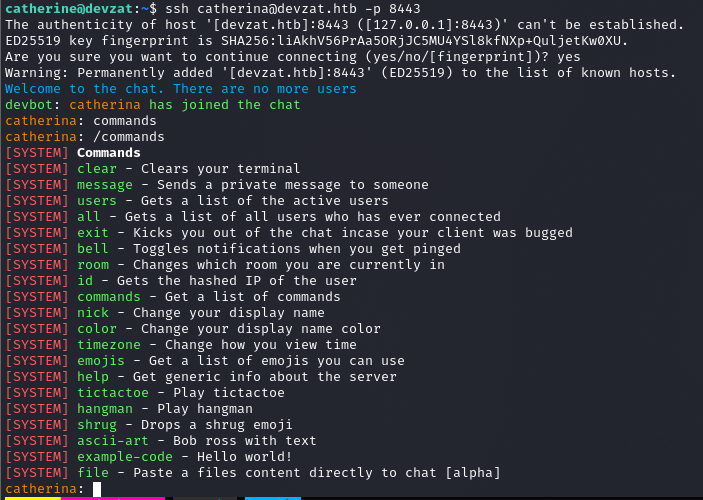 catherine@devzat:~$ ssh catherina@devzat.htb -p 8443
The authenticity of host '[devzat.htb]:8443 ([127.0.0.1]:8443)' can't be established.
ED25519 key fingerprint is SHA256:liAkhV56PrAa5ORjJC5MU4YSl8kfNXp+QuljetKw0XU.
Are you sure you want to continue connecting (yes/no/[fingerprint])? yes
Warning: Permanently added '[devzat.htb]:8443' (ED25519) to the list of known hosts.
Welcome to the chat. There are no more users
devbot: catherina has joined the chat
catherina: commands
catherina: /commands
[SYSTEM] Commands
[SYSTEM] clear - Clears your terminal
[SYSTEM] message - Sends a private message to someone
[SYSTEM] users - Gets a list of the active users
[SYSTEM] all - Gets a list of all users who has ever connected
[SYSTEM] exit - Kicks you out of the chat incase your client was bugged
[SYSTEM] bell - Toggles notifications when you get pinged
[SYSTEM] room - Changes which room you are currently in
[SYSTEM] id - Gets the hashed IP of the user
[SYSTEM] commands - Get a list of commands
[SYSTEM] nick - Change your display name
[SYSTEM] color - Change your display name color
[SYSTEM] timezone - Change how you view time
[SYSTEM] emojis - Get a list of emojis you can use
[SYSTEM] help - Get generic info about the server
[SYSTEM] tictactoe - Play tictactoe
[SYSTEM] hangman - Play hangman
[SYSTEM] shrug - Drops a shrug emoji
[SYSTEM] ascii-art - Bob ross with text
[SYSTEM] example-code - Hello world!
[SYSTEM] file - Paste a files content directly to chat [alpha]
catherina: